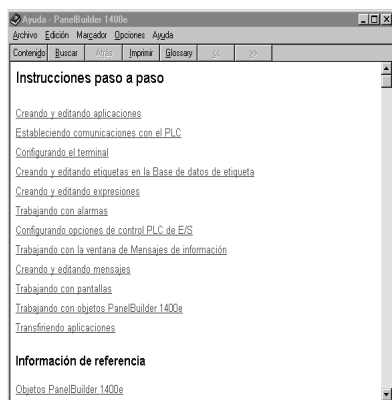 Ayuda - PanelBuilder 1400e
Archivo Edición Marcador Opciones Ayuda
Contenido Buscar Atrás Imprimir Glossary << >>
Instrucciones paso a paso
Creando y editando aplicaciones
Estableciendo comunicaciones con el PLC
Configurando el terminal
Creando y editando etiquetas en la Base de datos de etiqueta
Creando y editando expresiones
Trabajando con alarmas
Configurando opciones de control PLC de E/S
Trabajando con la ventana de Mensajes de información
Creando y editando mensajes
Trabajando con pantallas
Trabajando con objetos PanelBuilder 1400e
Transfiriendo aplicaciones
Información de referencia
Objetos PanelBuilder 1400e